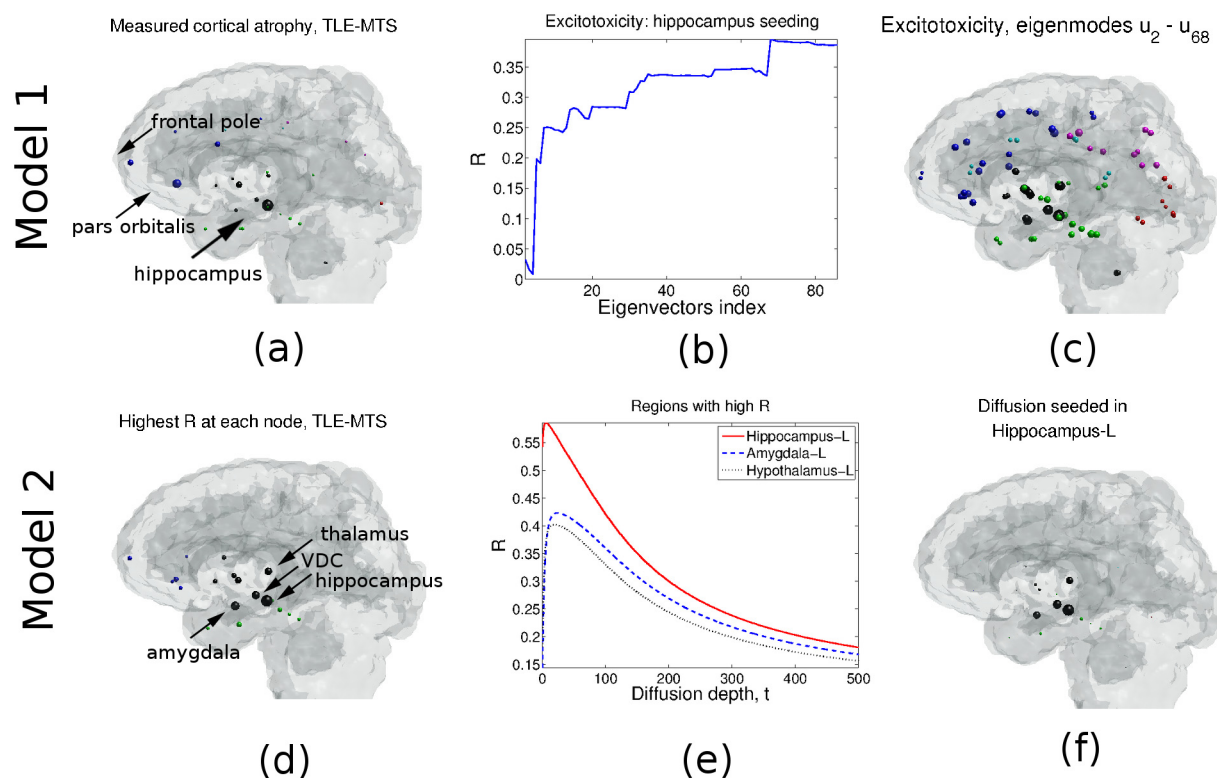 Model 1
Measured cortical atrophy, TLE-MTS
frontal pole
pars orbitalis
hippocampus
(a)
Excitotoxicity: hippocampus seeding
R
0.35
0.3
0.25
0.2
0.15
0.1
0.05
0
20
40
60
80
Eigenvectors index
(b)
Excitotoxicity, eigenmodes u₂ - u₆₈
(c)
Model 2
Highest R at each node, TLE-MTS
thalamus
VDC
hippocampus
amygdala
(d)
Regions with high R
Hippocampus-L
Amygdala-L
Hypothalamus-L
R
0.55
0.5
0.45
0.4
0.35
0.3
0.25
0.2
0.15
0
100
200
300
400
500
Diffusion depth, t
(e)
Diffusion seeded in
Hippocampus-L
(f)